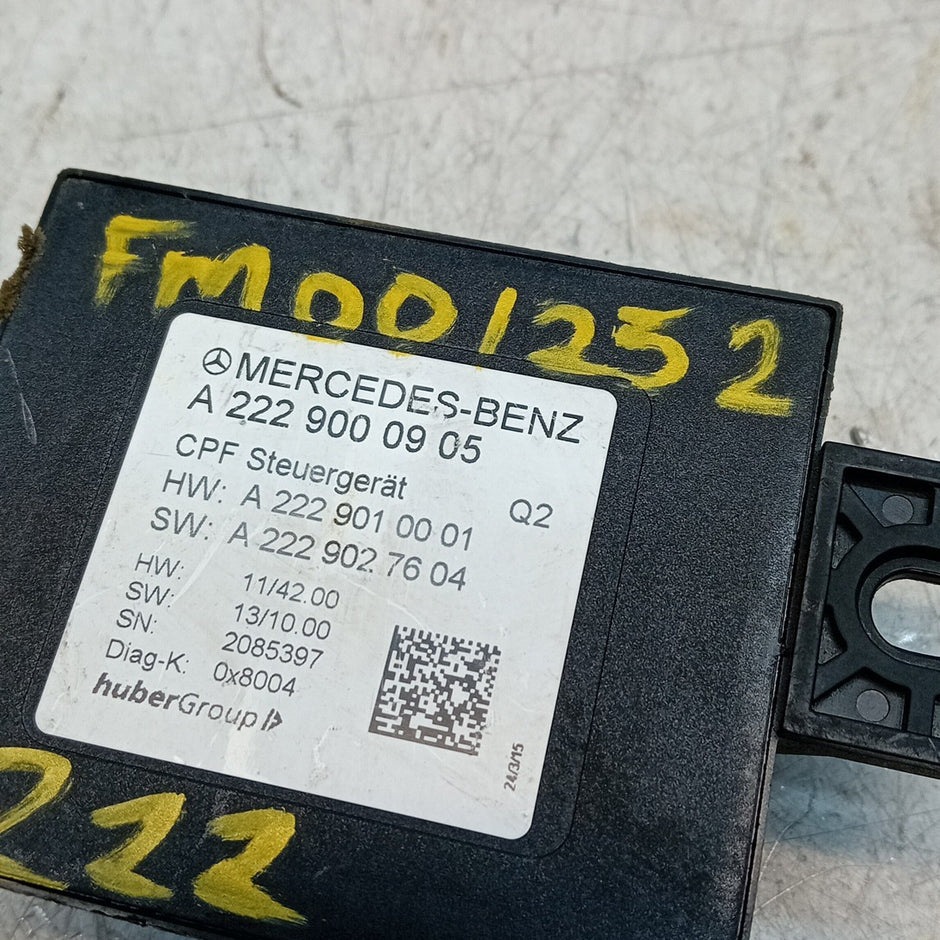 FM001252
MERCEDES-BENZ
A 222 900 09 05
CPF Steuergerät Q2
HW: A 222 901 00 01
SW: A 222 902 76 04
HW: 11/42.00
SW: 13/10.00
SN: 2085397
Diag-K: 0x8004
huberGroup
24/3/15
222